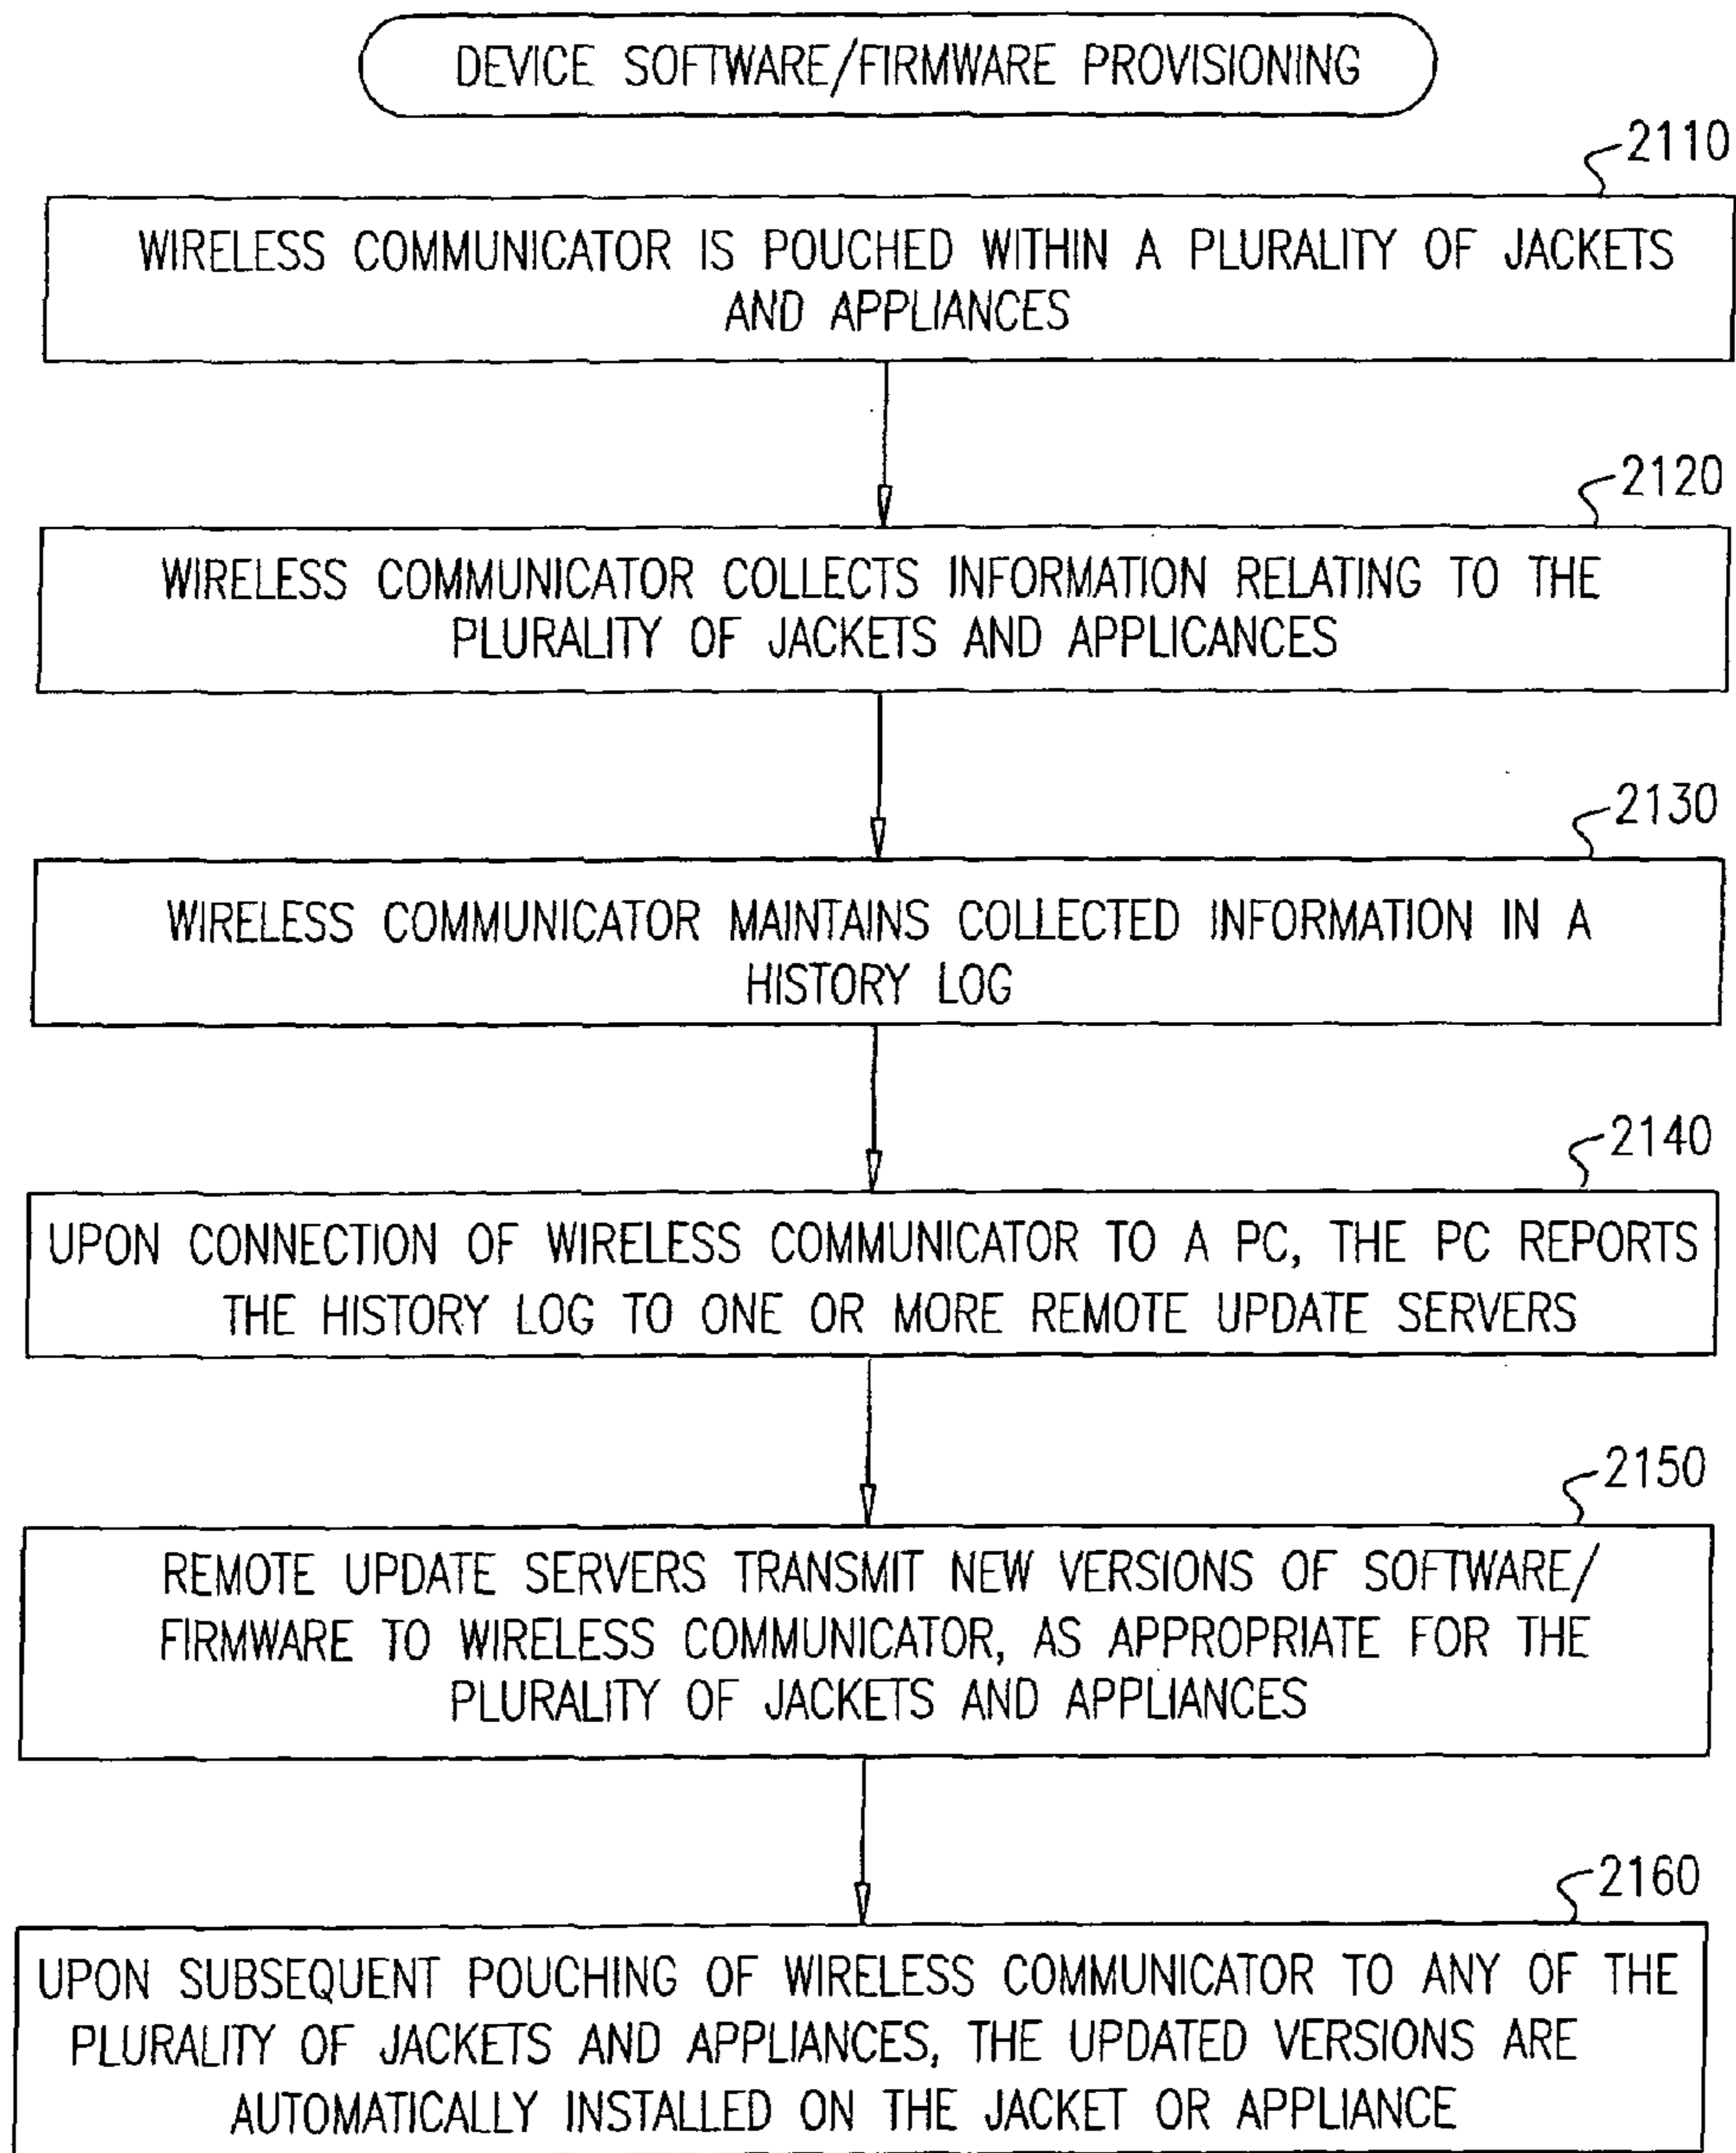 DEVICE SOFTWARE/FIRMWARE PROVISIONING
2110
WIRELESS COMMUNICATOR IS POUCHED WITHIN A PLURALITY OF JACKETS
AND APPLIANCES
2120
WIRELESS COMMUNICATOR COLLECTS INFORMATION RELATING TO THE
PLURALITY OF JACKETS AND APPLICANCES
2130
WIRELESS COMMUNICATOR MAINTAINS COLLECTED INFORMATION IN A
HISTORY LOG
2140
UPON CONNECTION OF WIRELESS COMMUNICATOR TO A PC, THE PC REPORTS
THE HISTORY LOG TO ONE OR MORE REMOTE UPDATE SERVERS
2150
REMOTE UPDATE SERVERS TRANSMIT NEW VERSIONS OF SOFTWARE/
FIRMWARE TO WIRELESS COMMUNICATOR, AS APPROPRIATE FOR THE
PLURALITY OF JACKETS AND APPLIANCES
2160
UPON SUBSEQUENT POUCHING OF WIRELESS COMMUNICATOR TO ANY OF THE
PLURALITY OF JACKETS AND APPLIANCES, THE UPDATED VERSIONS ARE
AUTOMATICALLY INSTALLED ON THE JACKET OR APPLIANCE